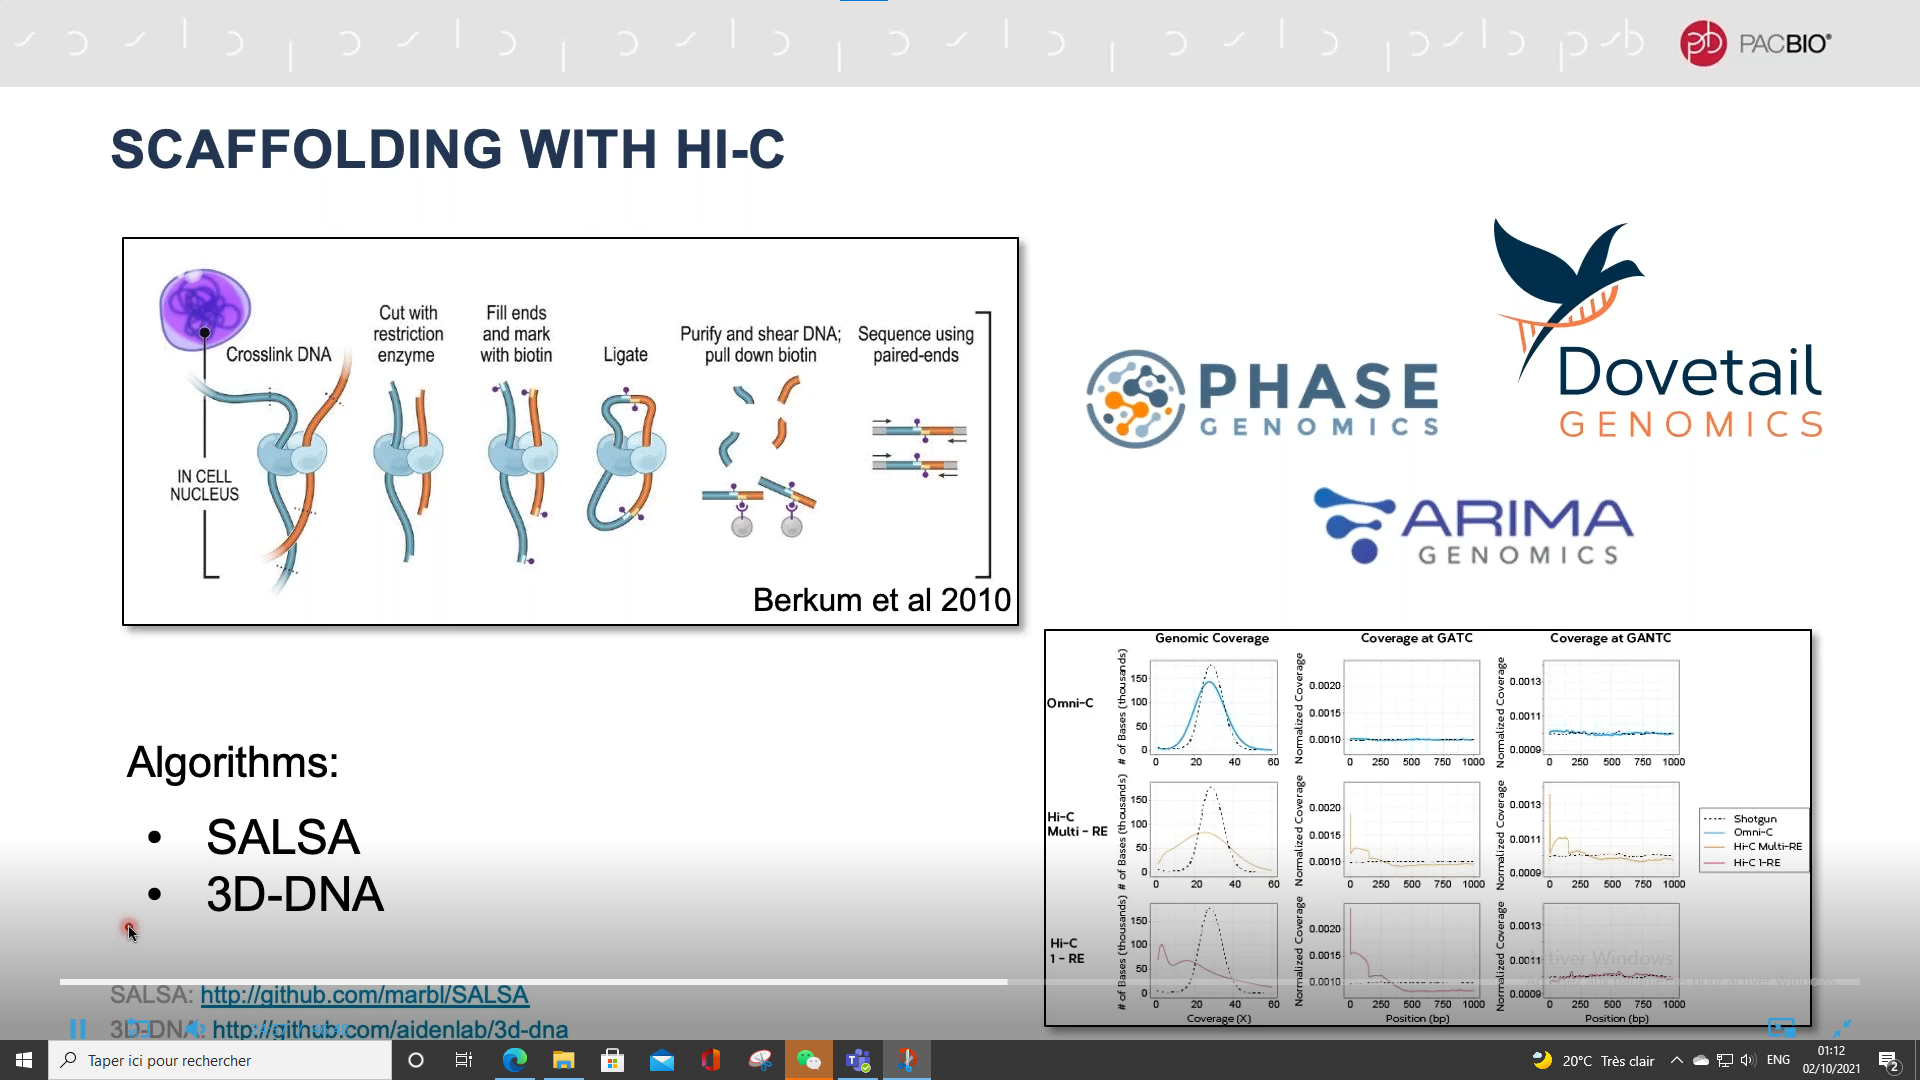 PACBIO®
SCAFFOLDING WITH HI-C
Crosslink DNA
Cut with
restriction
enzyme
Fill ends
and mark
with biotin
Ligate
Purify and shear DNA;
pull down biotin
Sequence using
paired-ends
IN CELL
NUCLEUS
Berkum et al 2010
PHASE
GENOMICS
Dovetail
GENOMICS
ARIMA
GENOMICS
Genomic Coverage
Coverage at GATC
Coverage at GANTC
Omni-C
# of Bases (thousands)
150
100
50
0
0 20 40 60
Normalized Coverage
0.0020
0.0015
0.0010
0 250 500 750 1000
Normalized Coverage
0.0013
0.0011
0.0009
0 250 500 750 1000
Hi-C
Multi - RE
# of Bases (thousands)
150
100
50
0
0 20 40 60
Normalized Coverage
0.0020
0.0015
0.0010
0 250 500 750 1000
Normalized Coverage
0.0013
0.0011
0.0009
0 250 500 750 1000
Hi-C
1 - RE
# of Bases (thousands)
150
100
50
0
0 20 40 60
Coverage (X)
Normalized Coverage
0.0020
0.0015
0.0010
0 250 500 750 1000
Position (bp)
Normalized Coverage
0.0013
0.0011
0.0009
0 250 500 750 1000
Position (bp)
Shotgun
Omni-C
Hi-C Multi-RE
Hi-C 1-RE
Algorithms:
• SALSA
• 3D-DNA
Activer Windows
SALSA: http://github.com/marbl/SALSA
3D-DNA: http://github.com/aidenlab/3d-dna
Taper ici pour rechercher
20°C Très clair
ENG
01:12
02/10/2021
2